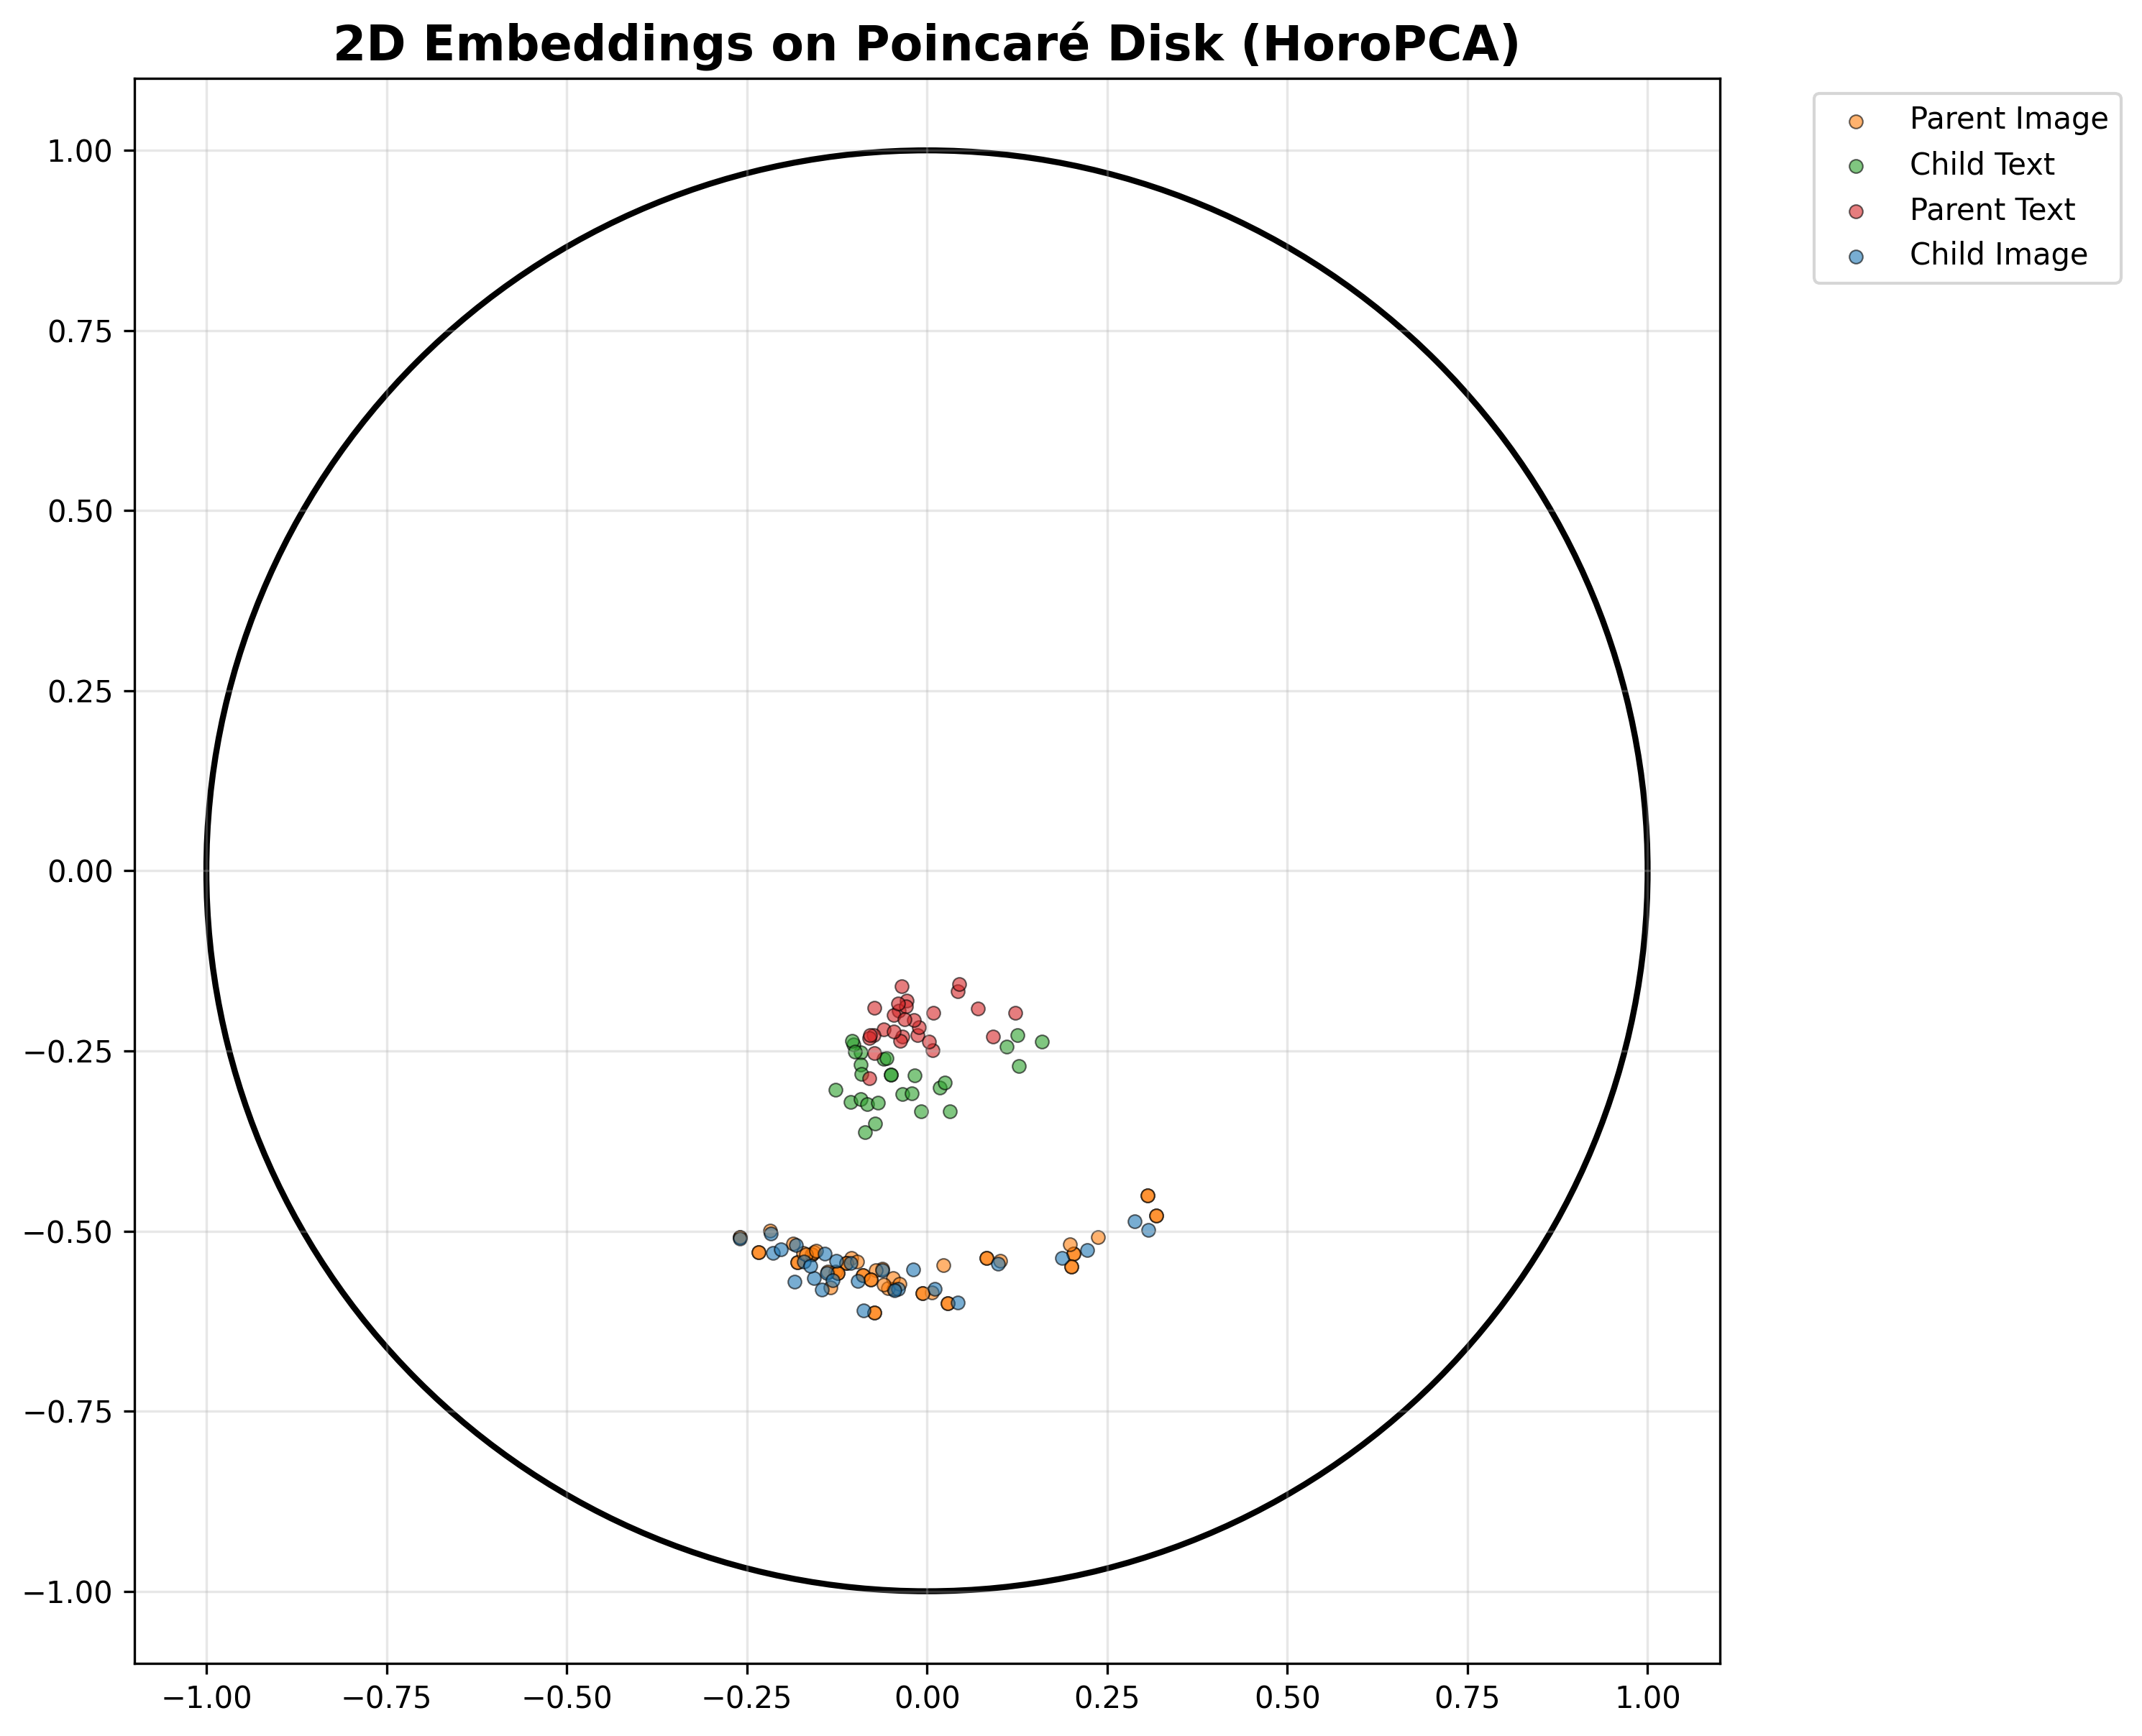 2D Embeddings on Poincaré Disk (HoroPCA)
Parent Image
Child Text
Parent Text
Child Image
1.00
0.75
0.50
0.25
0.00
−0.25
−0.50
−0.75
−1.00
−1.00 −0.75 −0.50 −0.25 0.00 0.25 0.50 0.75 1.00